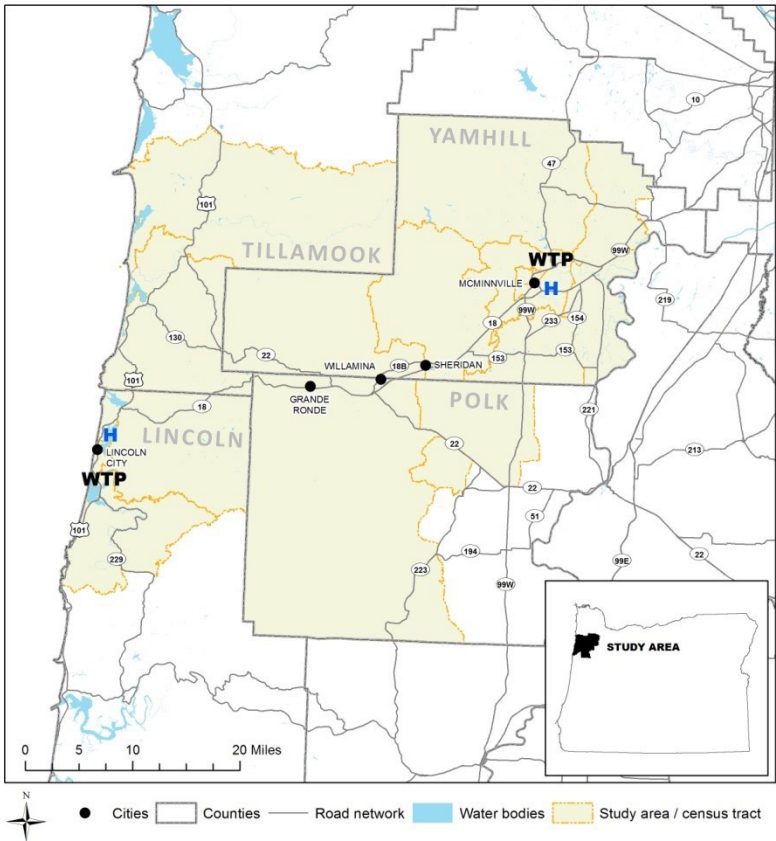 YAMHILL
10
47
101
TILLAMOOK
99W
WTP
MCMINNVILLE
H
219
99W
233
154
18
130
22
153
153
WILLAMINA
18B
SHERIDAN
101
GRANDE
RONDE
POLK
18
221
LINCOLN
H
LINCOLN
CITY
22
213
WTP
22
101
51
229
194
99E
22
223
99W
STUDY AREA
0 5 10 20 Miles
N
Cities Counties Road network Water bodies Study area / census tract